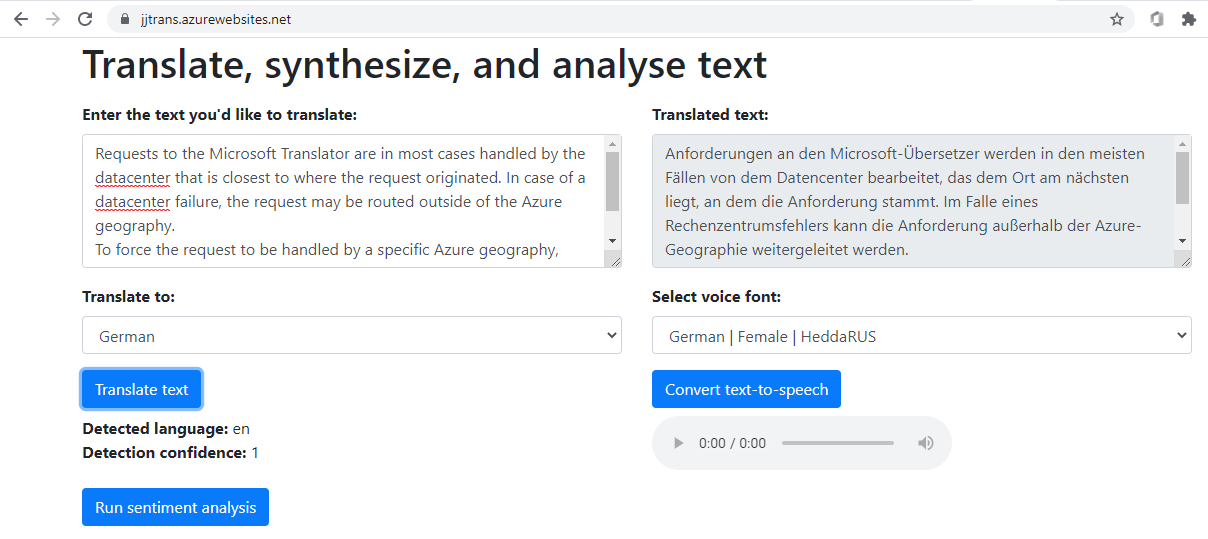 jjtrans.azurewebsites.net
Translate, synthesize, and analyse text
Enter the text you'd like to translate:
Requests to the Microsoft Translator are in most cases handled by the
datacenter that is closest to where the request originated. In case of a
datacenter failure, the request may be routed outside of the Azure
geography.
To force the request to be handled by a specific Azure geography,
Translated text:
Anforderungen an den Microsoft-Übersetzer werden in den meisten
Fällen von dem Datencenter bearbeitet, das dem Ort am nächsten
liegt, an dem die Anforderung stammt. Im Falle eines
Rechenzentrumsfehlers kann die Anforderung außerhalb der Azure-
Geographie weitergeleitet werden.
Translate to:
German
Select voice font:
German | Female | HeddaRUS
Translate text
Convert text-to-speech
Detected language: en
Detection confidence: 1
0:00 / 0:00
Run sentiment analysis